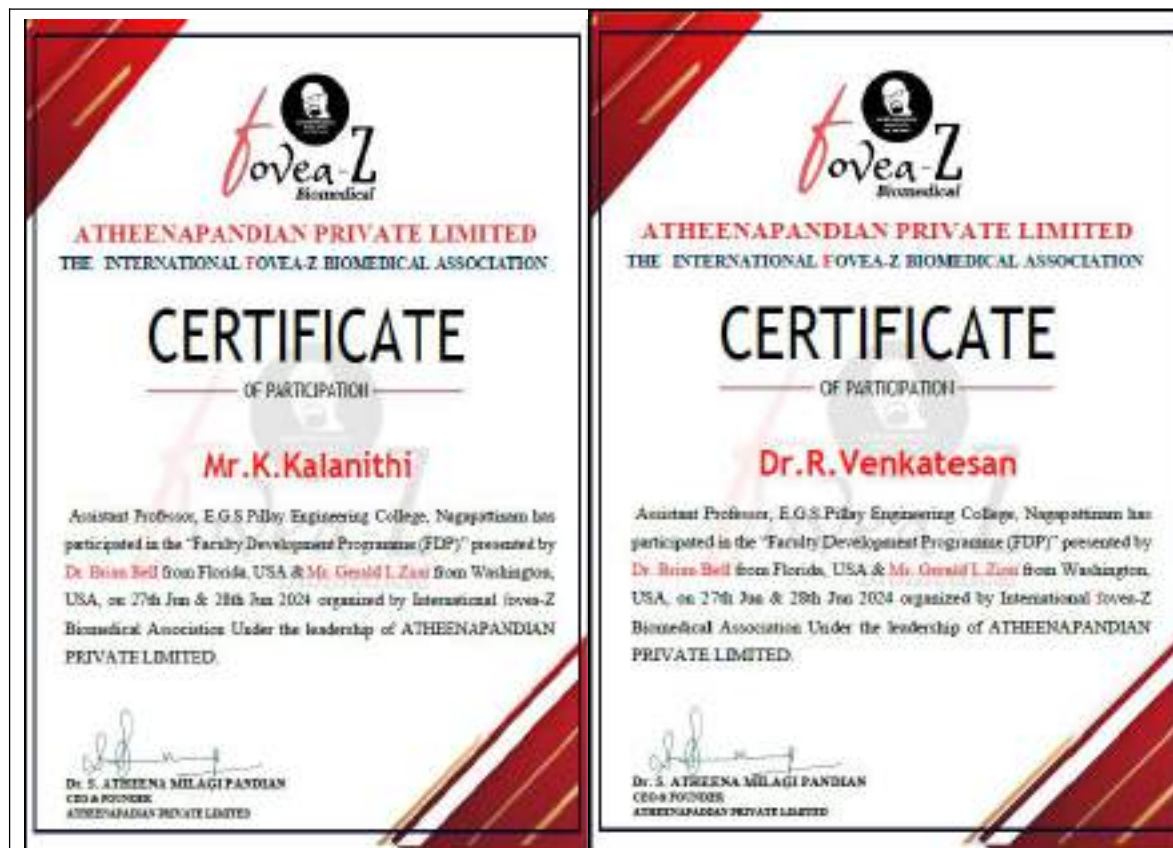 fovea-Z
Biomedical
ATHEENAPANDIAN PRIVATE LIMITED
THE INTERNATIONAL FOVEA-Z BIOMEDICAL ASSOCIATION
CERTIFICATE
OF PARTICIPATION
Mr.K.Kalanithi
Assistant Professor, E.G.S Pillay Engineering College, Nagapattinam has
participated in the "Faculty Development Programme (FDP)" presented by
Dr. Brian Bell from Florida, USA & Mr. Gerald I. from Washington,
USA, on 27th Jun & 28th Jun 2024 organized by International fovea-Z
Biomedical Association Under the leadership of ATHEENAPANDIAN
PRIVATE LIMITED.
Dr. S. ATHEENA MILAGI PANDIAN
CEO & FOUNDER
ATHEENAPADIAN PRIVATE LIMITED
fovea-Z
Biomedical
ATHEENAPANDIAN PRIVATE LIMITED
THE INTERNATIONAL FOVEA-Z BIOMEDICAL ASSOCIATION
CERTIFICATE
OF PARTICIPATION
Dr.R.Venkatesan
Assistant Professor, E.G.S Pillay Engineering College, Nagapattinam has
participated in the "Faculty Development Programme (FDP)" presented by
Dr. Brian Bell from Florida, USA & Mr. Gerald I. from Washington,
USA, on 27th Jun & 28th Jun 2024 organized by International fovea-Z
Biomedical Association Under the leadership of ATHEENAPANDIAN
PRIVATE LIMITED.
Dr. S. ATHEENA MILAGI PANDIAN
CEO & FOUNDER
ATHEENAPADIAN PRIVATE LIMITED